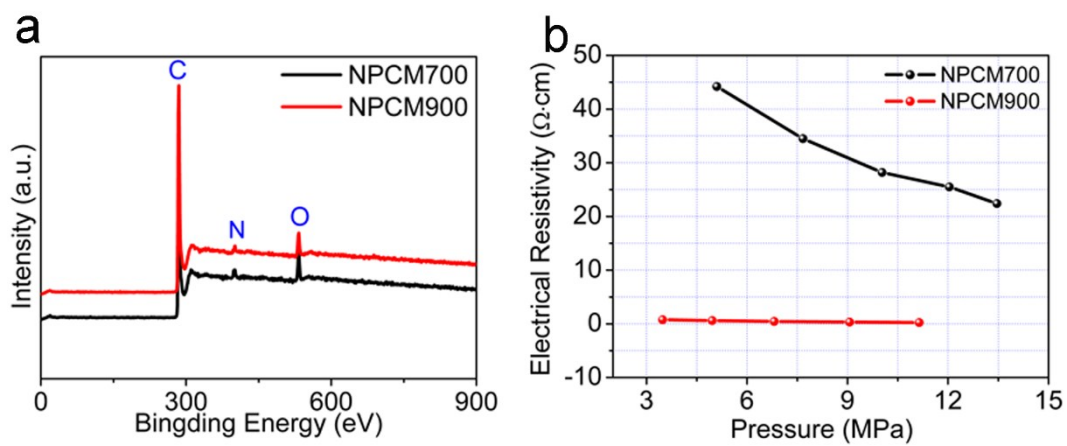 a
C
NPCM700
NPCM900
N
O
Intensity (a.u.)
0
300
600
900
Bingding Energy (eV)
b
50
40
30
20
10
0
-10
NPCM700
NPCM900
Electrical Resistivity (Ω·cm)
3
6
9
12
15
Pressure (MPa)